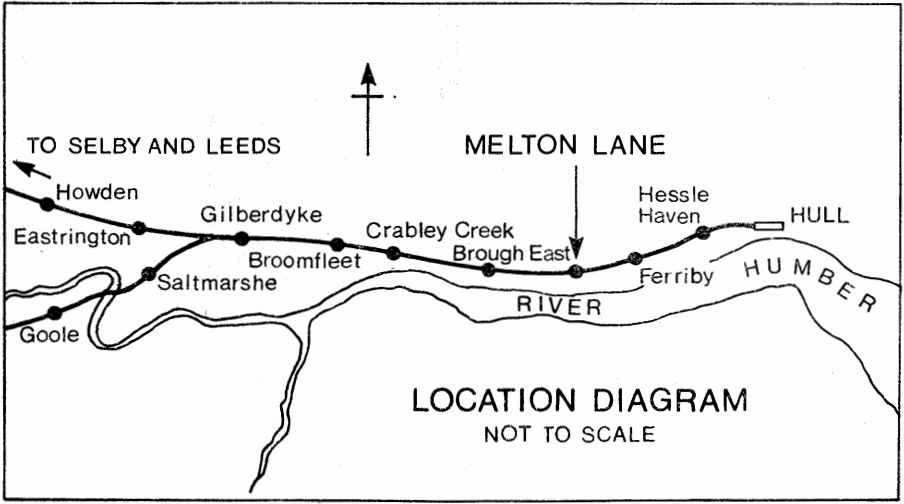 TO SELBY AND LEEDS
MELTON LANE
Howden
Hessle
Haven
HULL
Gilberdyke
Eastrington
Crabley Creek
Brough East
Broomfleet
Saltmarshe
Ferriby
HUMBER
RIVER
Goole
LOCATION DIAGRAM
NOT TO SCALE